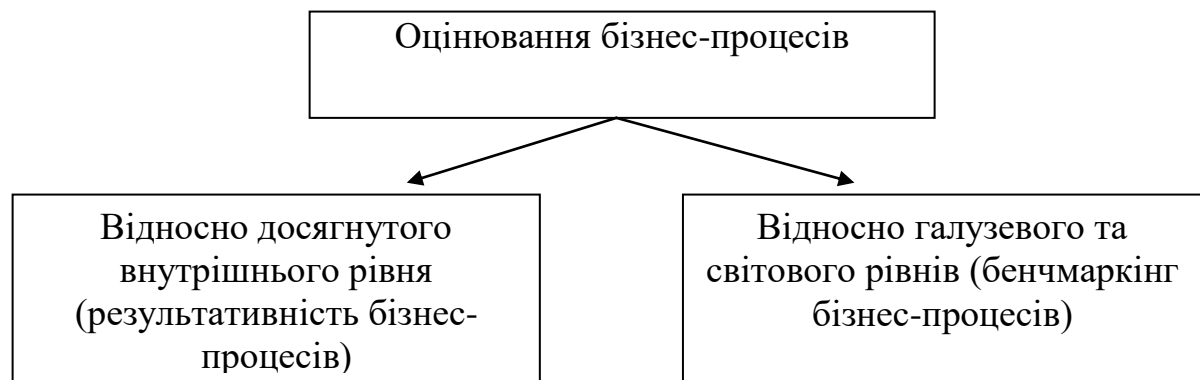 Оцінювання бізнес-процесів
Відносно досягнутого
внутрішнього рівня
(результативність бізнес-
процесів)
Відносно галузевого та
світового рівнів (бенчмаркінг
бізнес-процесів)